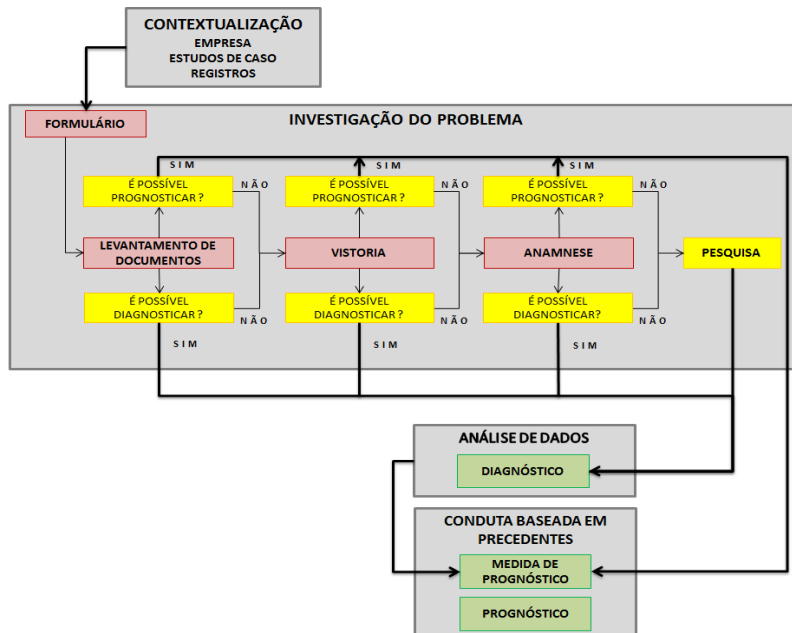 CONTEXTUALIZAÇÃO
EMPRESA
ESTUDOS DE CASO
REGISTROS
INVESTIGAÇÃO DO PROBLEMA
FORMULÁRIO
SIM
SIM
SIM
É POSSÍVEL
PROGNOSTICAR ?
NÃO
É POSSÍVEL
PROGNOSTICAR ?
NÃO
É POSSÍVEL
PROGNOSTICAR ?
NÃO
LEVANTAMENTO DE
DOCUMENTOS
VISTORIA
ANAMNESE
PESQUISA
É POSSÍVEL
DIAGNOSTICAR ?
NÃO
É POSSÍVEL
DIAGNOSTICAR ?
NÃO
É POSSÍVEL
DIAGNOSTICAR?
NÃO
SIM
SIM
SIM
ANÁLISE DE DADOS
DIAGNÓSTICO
CONDUTA BASEADA EM
PRECEDENTES
MEDIDA DE
PROGNÓSTICO
PROGNÓSTICO